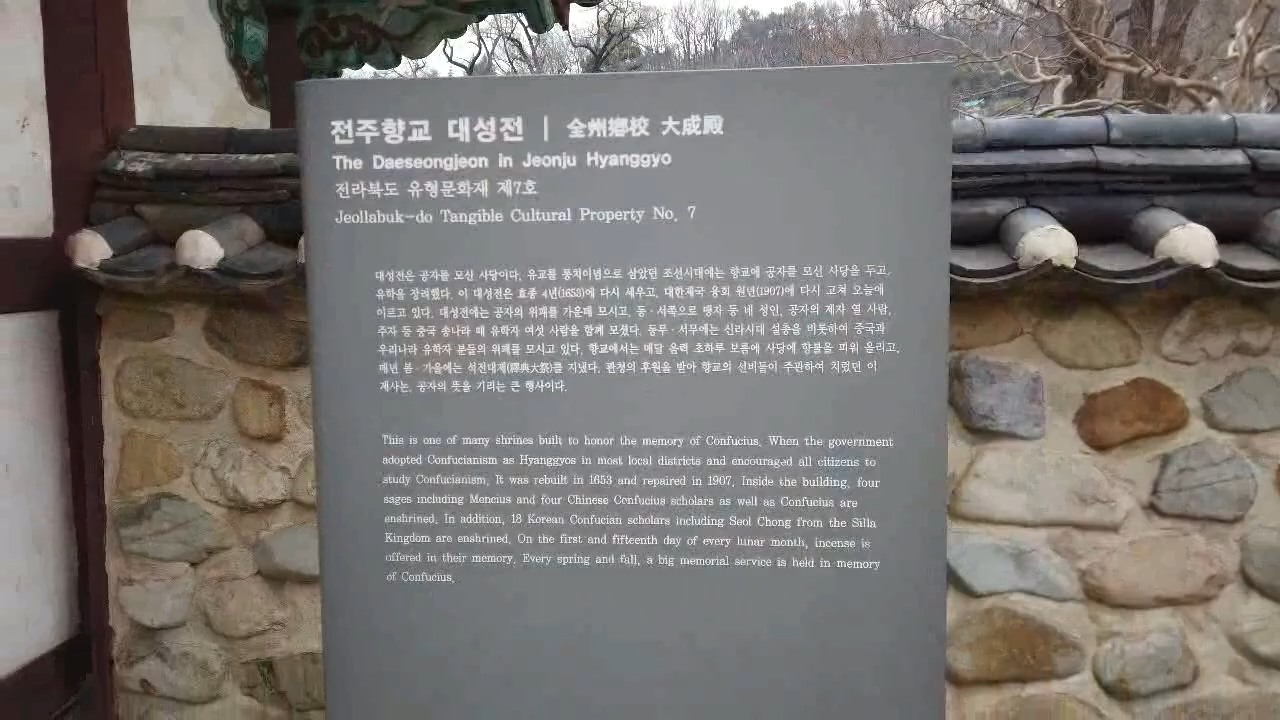 전주향교 대성전 | 全州鄕校 大成殿
The Daeseongjeon in Jeonju Hyanggyo
전라북도 유형문화재 제7호
Jeollabuk-do Tangible Cultural Property No. 7
대성전은 공자를 모신 사당이다. 유교를 통치이념으로 삼았던 조선시대에는 향교에 공자를 모신 사당을 두고,
유학을 장려했다. 이 대성전은 효종 4년(1653)에 다시 세우고, 대한제국 융희 원년(1907)에 다시 고쳐 오늘에
이르고 있다. 대성전에는 공자의 위패를 가운데 모시고, 동·서쪽으로 맹자 등 네 성인, 공자의 제자 열 사람,
주자 등 중국 송나라 때 유학자 여섯 사람을 함께 모셨다. 동무·서무에는 신라시대 설총을 비롯하여 중국과
우리나라 유학자 분들의 위패를 모시고 있다. 향교에서는 매달 음력 초하루 보름에 사당에 향불을 피워 올리고,
매년 봄·가을에는 석전대제(釋典大祭)를 지냈다. 관청의 후원을 받아 향교의 선비들이 주관하여 치렀던 이
제사는, 공자의 뜻을 기리는 큰 행사이다.
This is one of many shrines built to honor the memory of Confucius. When the government
adopted Confucianism as Hyanggyos in most local districts and encouraged all citizens to
study Confucianism. It was rebuilt in 1653 and repaired in 1907. Inside the building, four
sages including Mencius and four Chinese Confucius scholars as well as Confucius are
enshrined. In addition, 18 Korean Confucian scholars including Seol Chong from the Silla
Kingdom are enshrined. On the first and fifteenth day of every lunar month, incense is
offered in their memory. Every spring and fall, a big memorial service is held in memory
of Confucius.